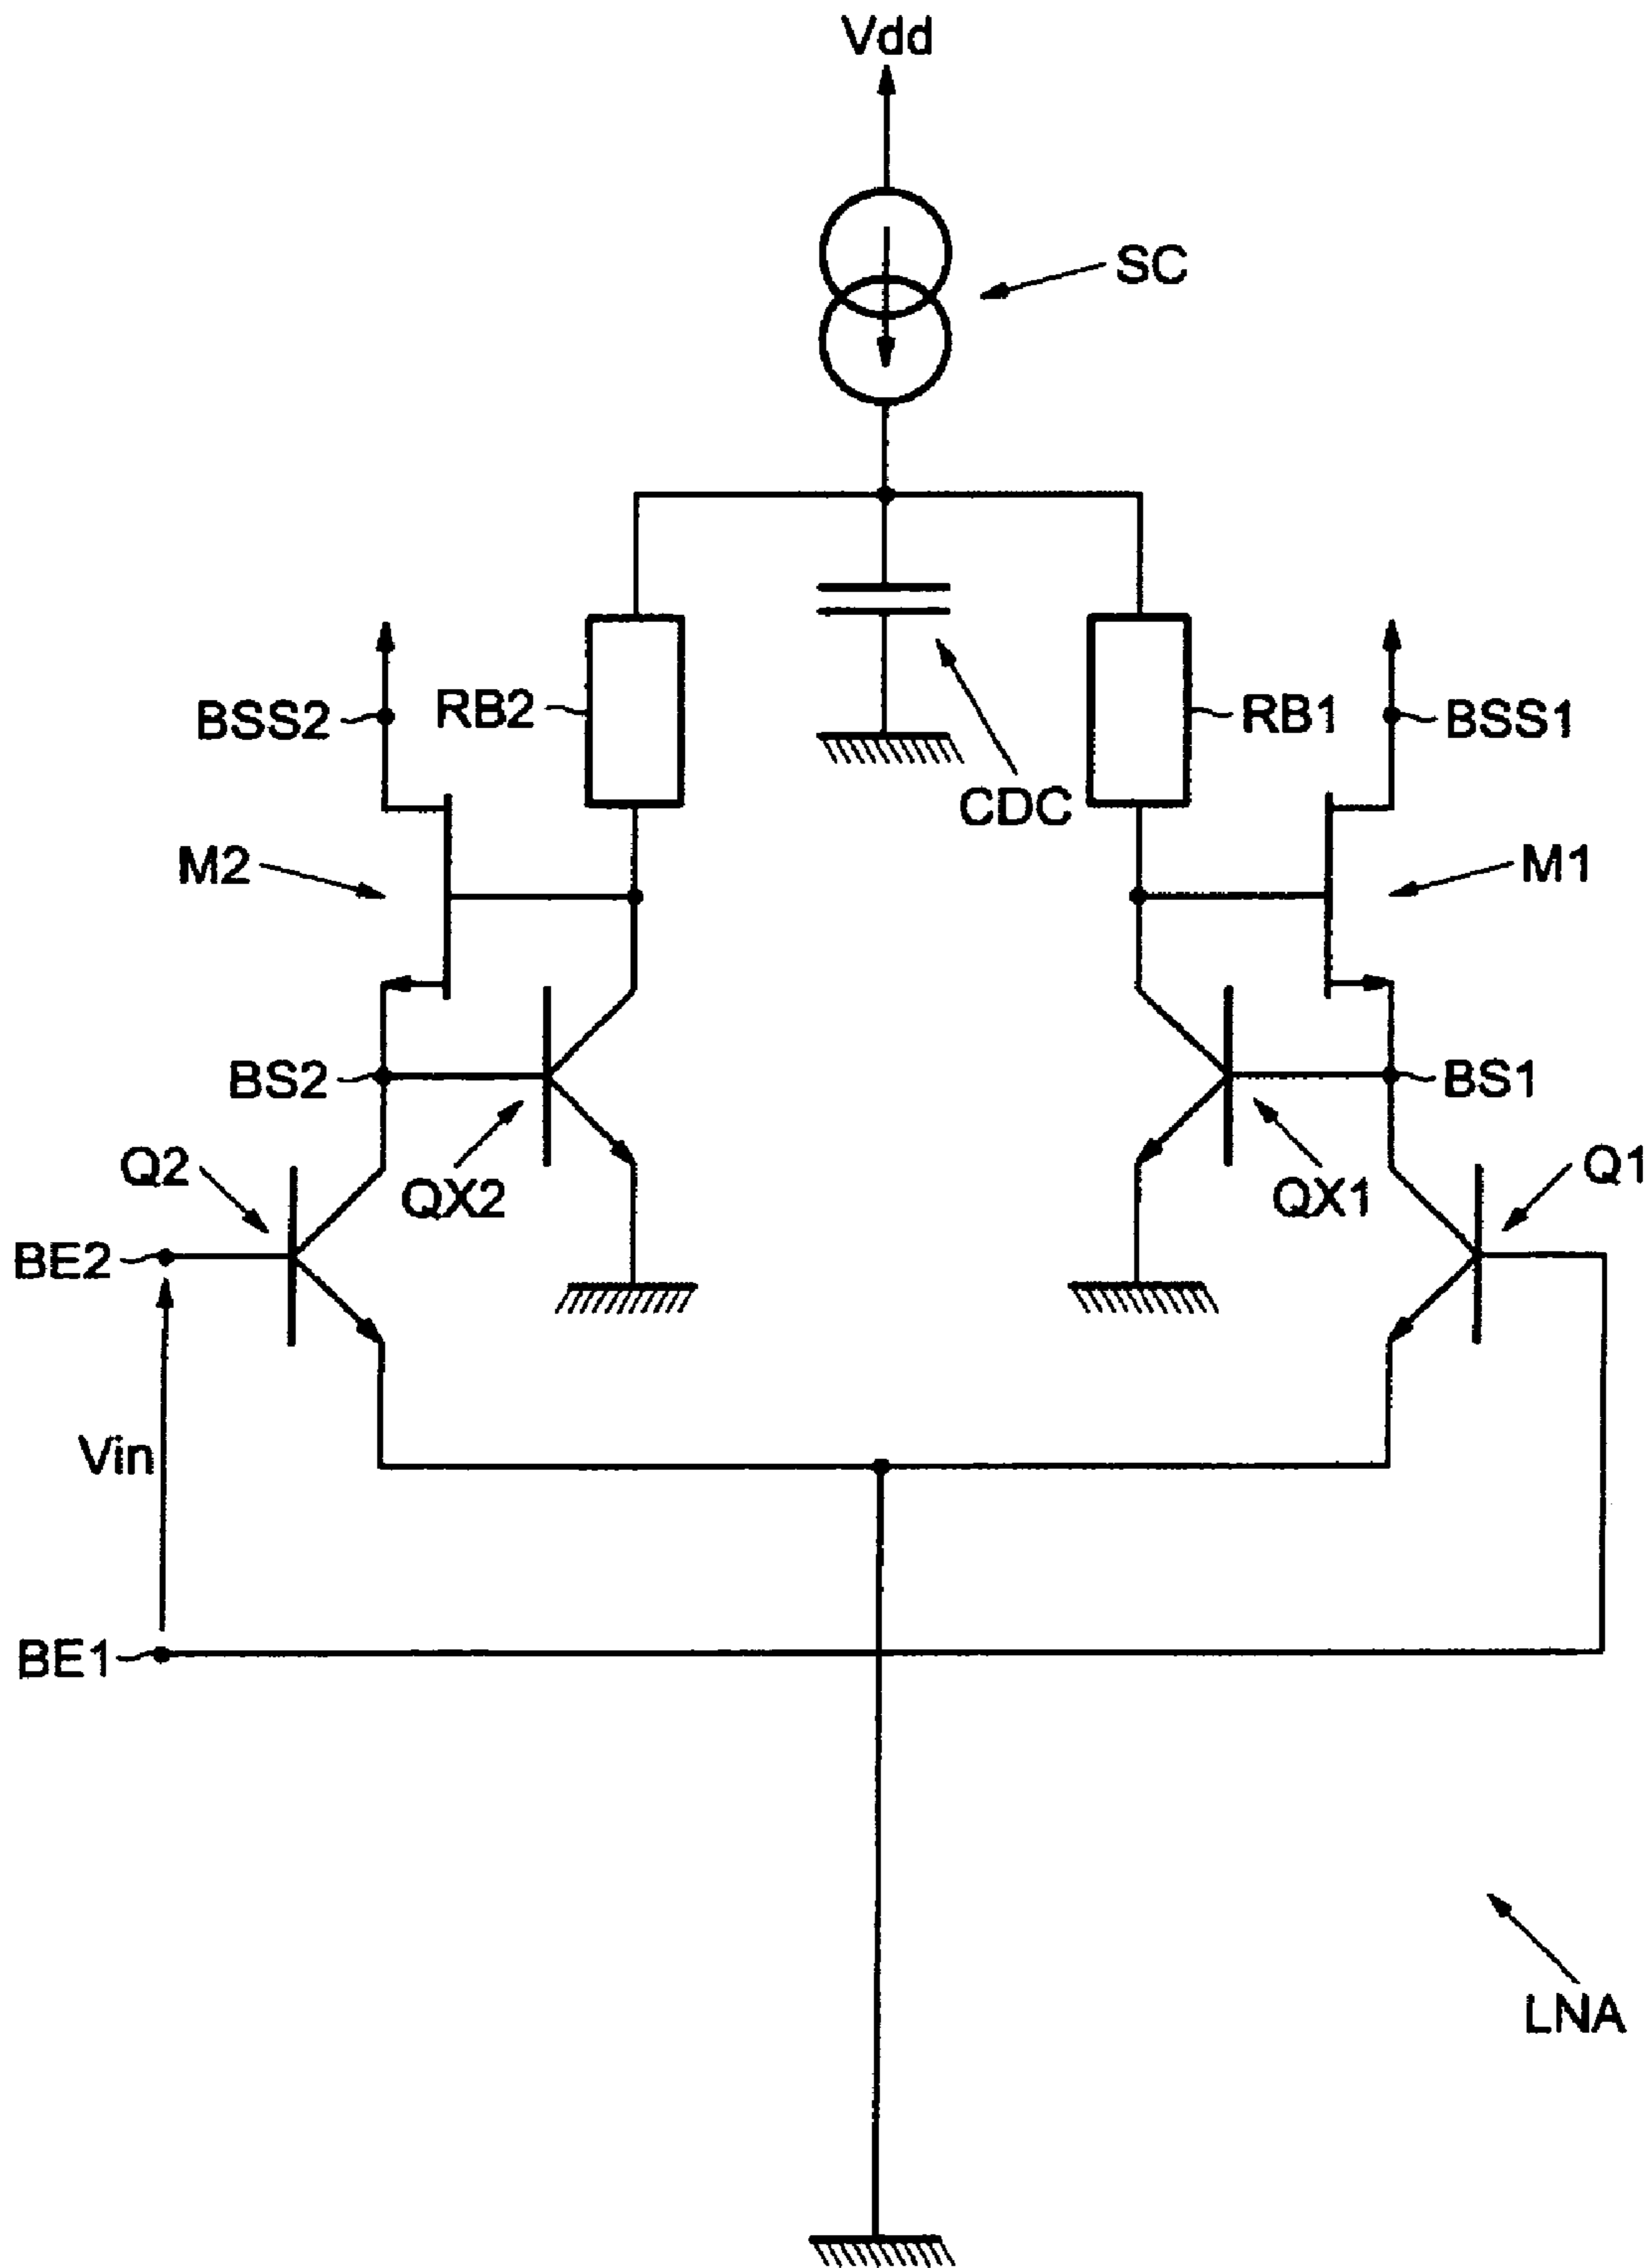 Vdd
SC
BSS2
RB2
RB1
BSS1
CDC
M2
M1
BS2
BS1
Q2
QX2
QX1
Q1
BE2
Vin
BE1
LNA